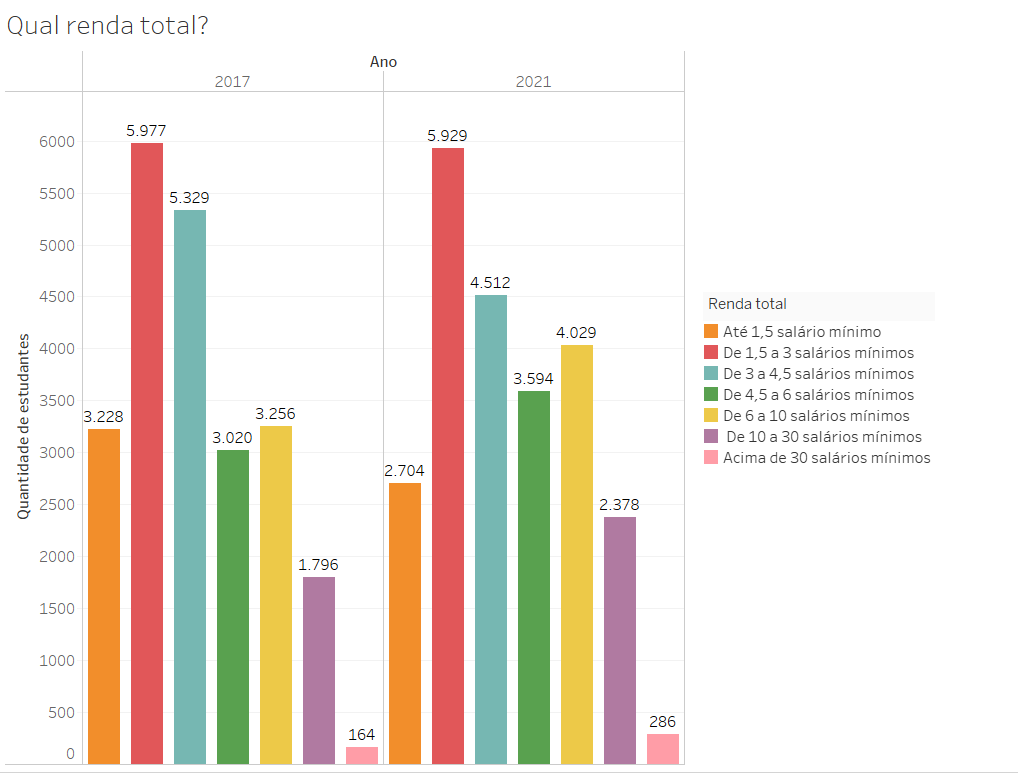 Qual renda total?
Ano
2017 2021
6000
5500
5000
4500
4000
3500
3000
2500
2000
1500
1000
500
0
Quantidade de estudantes
3.228
5.977
5.329
3.020
3.256
1.796
164
2.704
5.929
4.512
3.594
4.029
2.378
286
Renda total
Até 1,5 salário mínimo
De 1,5 a 3 salários mínimos
De 3 a 4,5 salários mínimos
De 4,5 a 6 salários mínimos
De 6 a 10 salários mínimos
De 10 a 30 salários mínimos
Acima de 30 salários mínimos